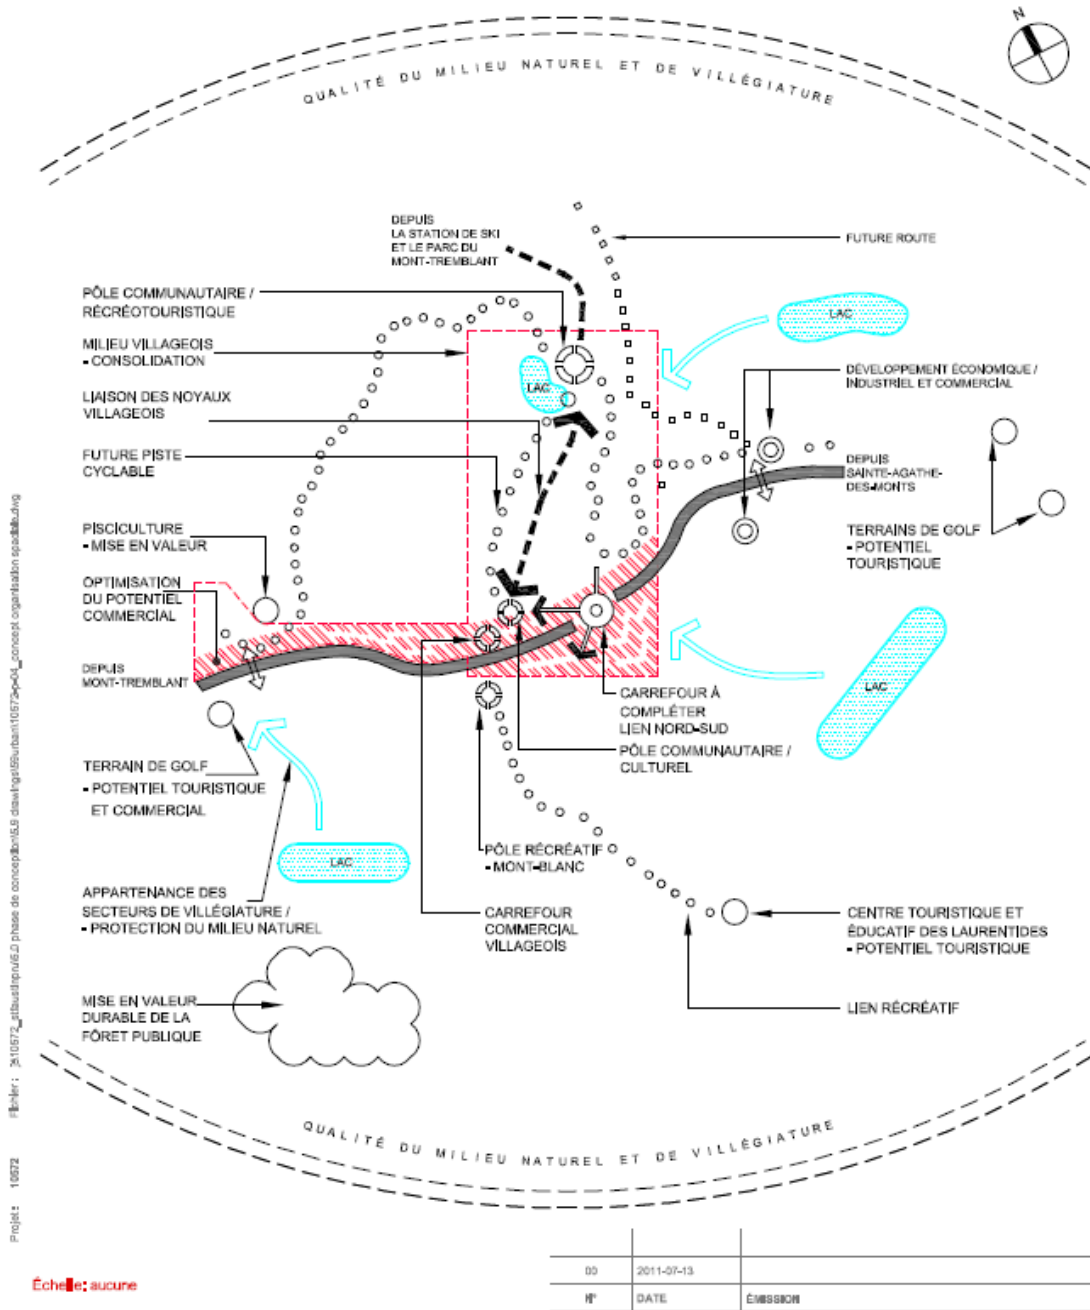 N
QUALITÉ DU MILIEU NATUREL ET DE VILLÉGIATURE
DEPUIS
LA STATION DE SKI
ET LE PARC DU
MONT-TREMBLANT
FUTURE ROUTE
PÔLE COMMUNAUTAIRE /
RÉCRÉOTOURISTIQUE
LAC
MILIEU VILLAGEOIS
- CONSOLIDATION
LAC
DÉVELOPPEMENT ÉCONOMIQUE /
INDUSTRIEL ET COMMERCIAL
LIAISON DES NOYAUX
VILLAGEOIS
FUTURE PISTE
CYCLABLE
DEPUIS
SAINTE-AGATHE-
DES-MONTS
TERRAINS DE GOLF
- POTENTIEL
TOURISTIQUE
PISCICULTURE
- MISE EN VALEUR
OPTIMISATION
DU POTENTIEL
COMMERCIAL
DEPUIS
MONT-TREMBLANT
LAC
CARREFOUR À
COMPLÉTER
LIEN NORD-SUD
PÔLE COMMUNAUTAIRE /
CULTUREL
TERRAIN DE GOLF
- POTENTIEL TOURISTIQUE
ET COMMERCIAL
LAC
PÔLE RÉCRÉATIF
- MONT-BLANC
APPARTENANCE DES
SECTEURS DE VILLÉGIATURE /
- PROTECTION DU MILIEU NATUREL
CARREFOUR
COMMERCIAL
VILLAGEOIS
CENTRE TOURISTIQUE ET
ÉDUCATIF DES LAURENTIDES
- POTENTIEL TOURISTIQUE
MISE EN VALEUR
DURABLE DE LA
FÔRET PUBLIQUE
LIEN RÉCRÉATIF
QUALITÉ DU MILIEU NATUREL ET DE VILLÉGIATURE
Projet : 10572 Fichier :
Échelle: aucune
00 2011-07-13
N° DATE ÉMISSION